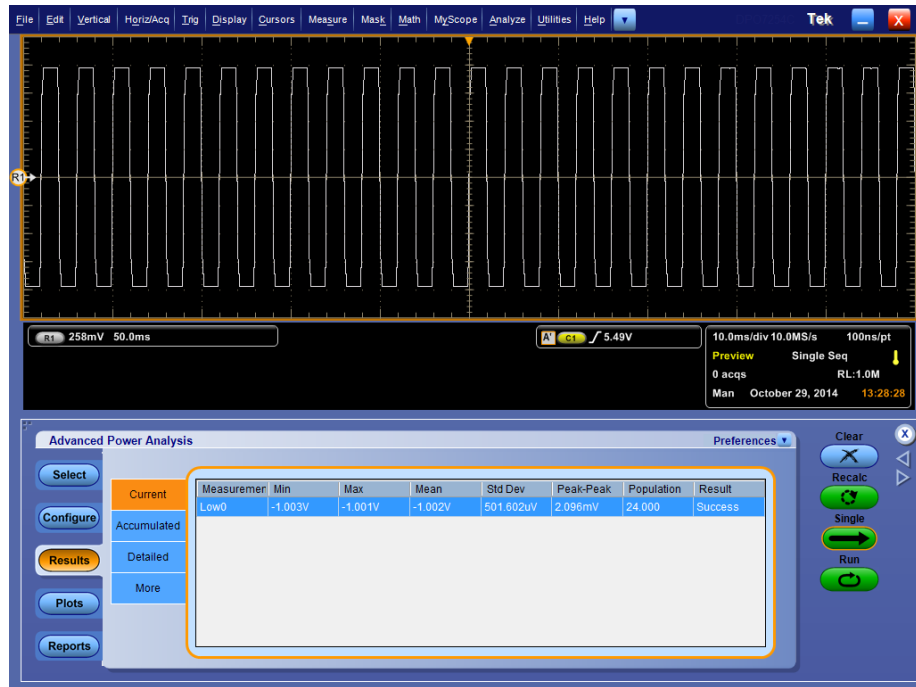 File Edit Vertical Horiz/Acq Trig Display Cursors Measure Mask Math MyScope Analyze Utilities Help Tek X
R1
R1 258mV 50.0ms
A' C1 5.49V
10.0ms/div 10.0MS/s 100ns/pt
Preview Single Seq
0 acqs RL:1.0M
Man October 29, 2014 13:28:28
Advanced Power Analysis
Preferences
Select
Configure
Results
Plots
Reports
Current
Accumulated
Detailed
More
Measuremer Min Max Mean Std Dev Peak-Peak Population Result
Low0 -1.003V -1.001V -1.002V 501.602uV 2.096mV 24.000 Success
Clear
X
Recalc
Single
Run